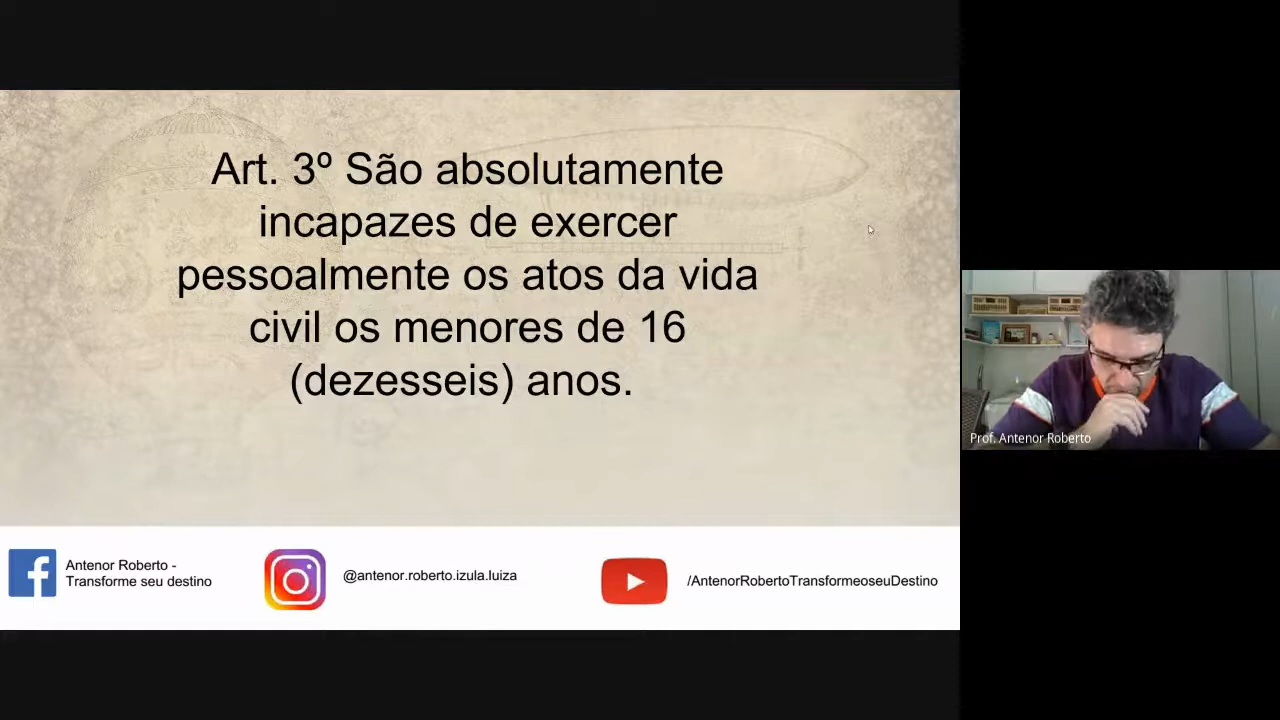 Art. 3º São absolutamente
incapazes de exercer
pessoalmente os atos da vida
civil os menores de 16
(dezesseis) anos.
Prof. Antenor Roberto
Antenor Roberto -
Transforme seu destino
@antenor.roberto.izula.luiza
/AntenorRobertoTransformeoseuDestino